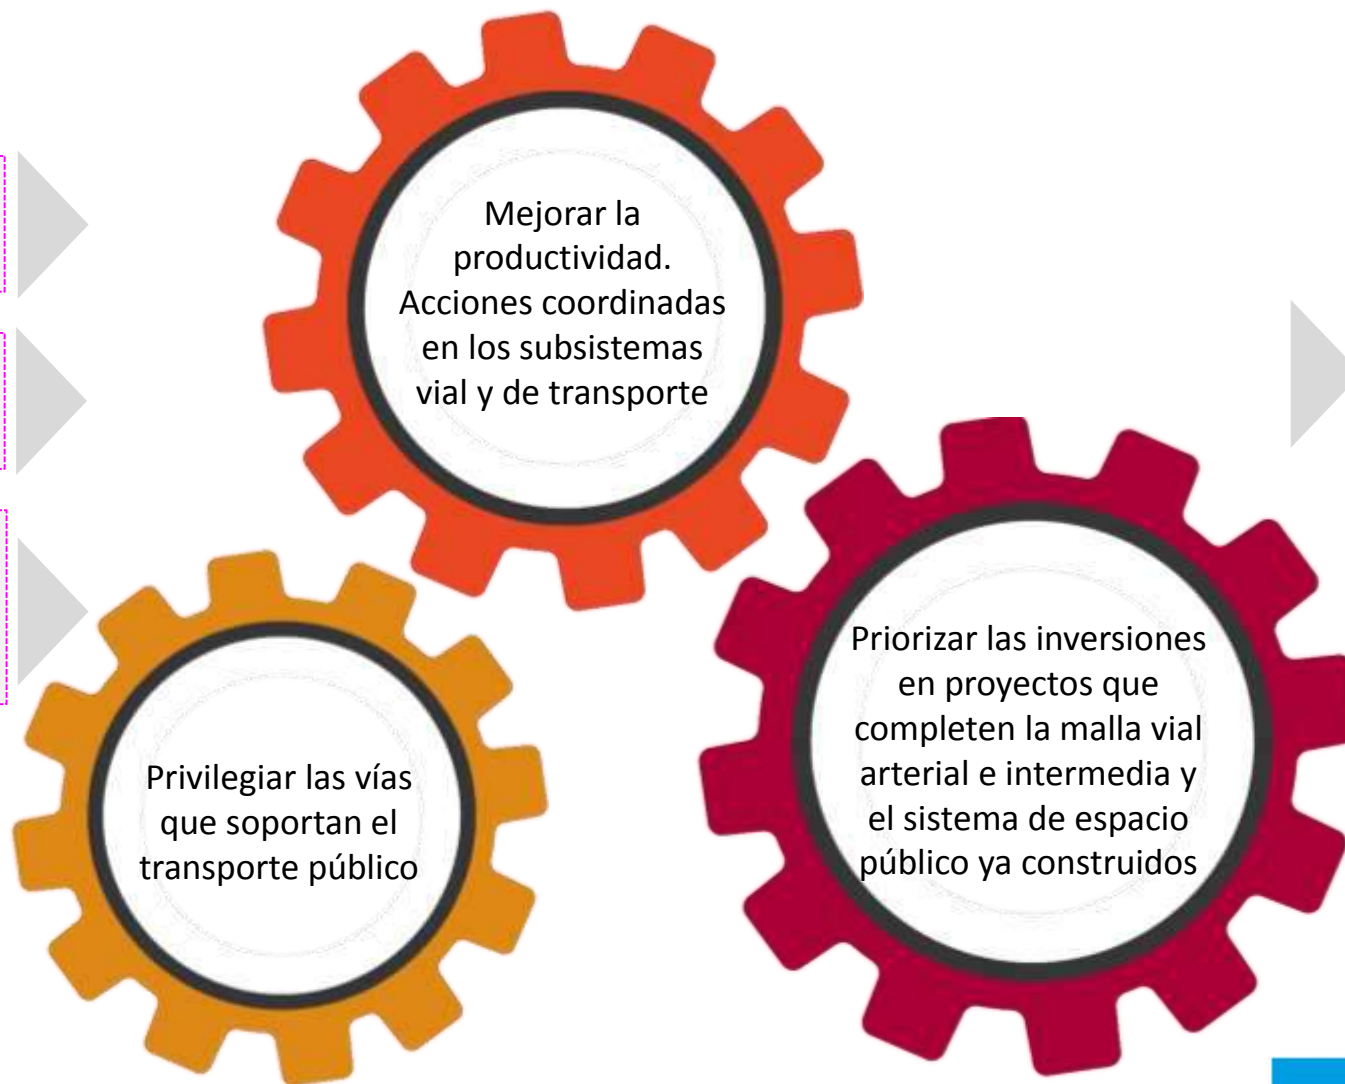 Mejorar la
productividad.
Acciones coordinadas
en los subsistemas
vial y de transporte
Privilegiar las vías
que soportan el
transporte público
Priorizar las inversiones
en proyectos que
completen la malla vial
arterial e intermedia y
el sistema de espacio
público ya construidos